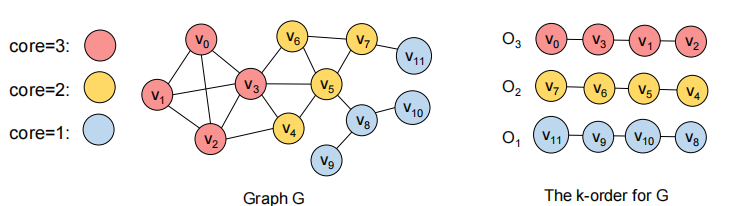 core=3:
core=2:
core=1:
v0
v6
v7
v11
v1
v3
v5
v10
v2
v4
v8
v9
Graph G
O3 v0 v3 v1 v2
O2 v7 v6 v5 v4
O1 v11 v9 v10 v8
The k-order for G